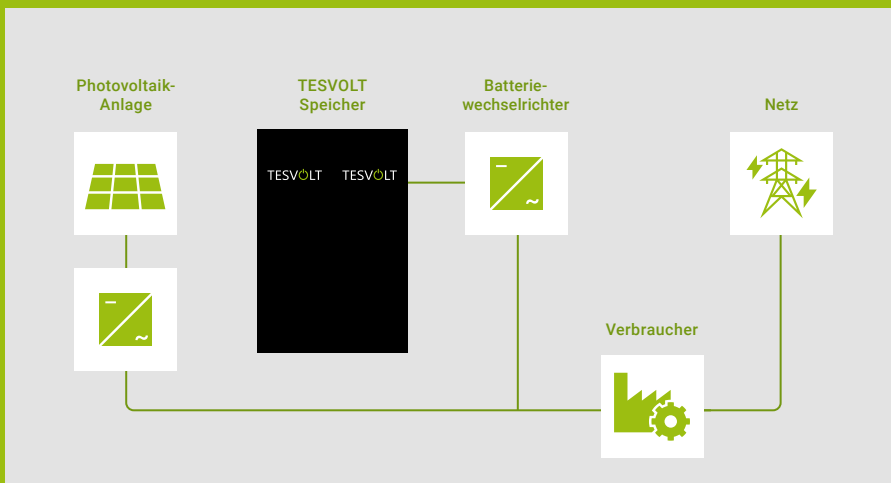 Photovoltaik-
Anlage
TESVOLT
Speicher
Batterie-
wechselrichter
Netz
TESVOLT TESVOLT
Verbraucher